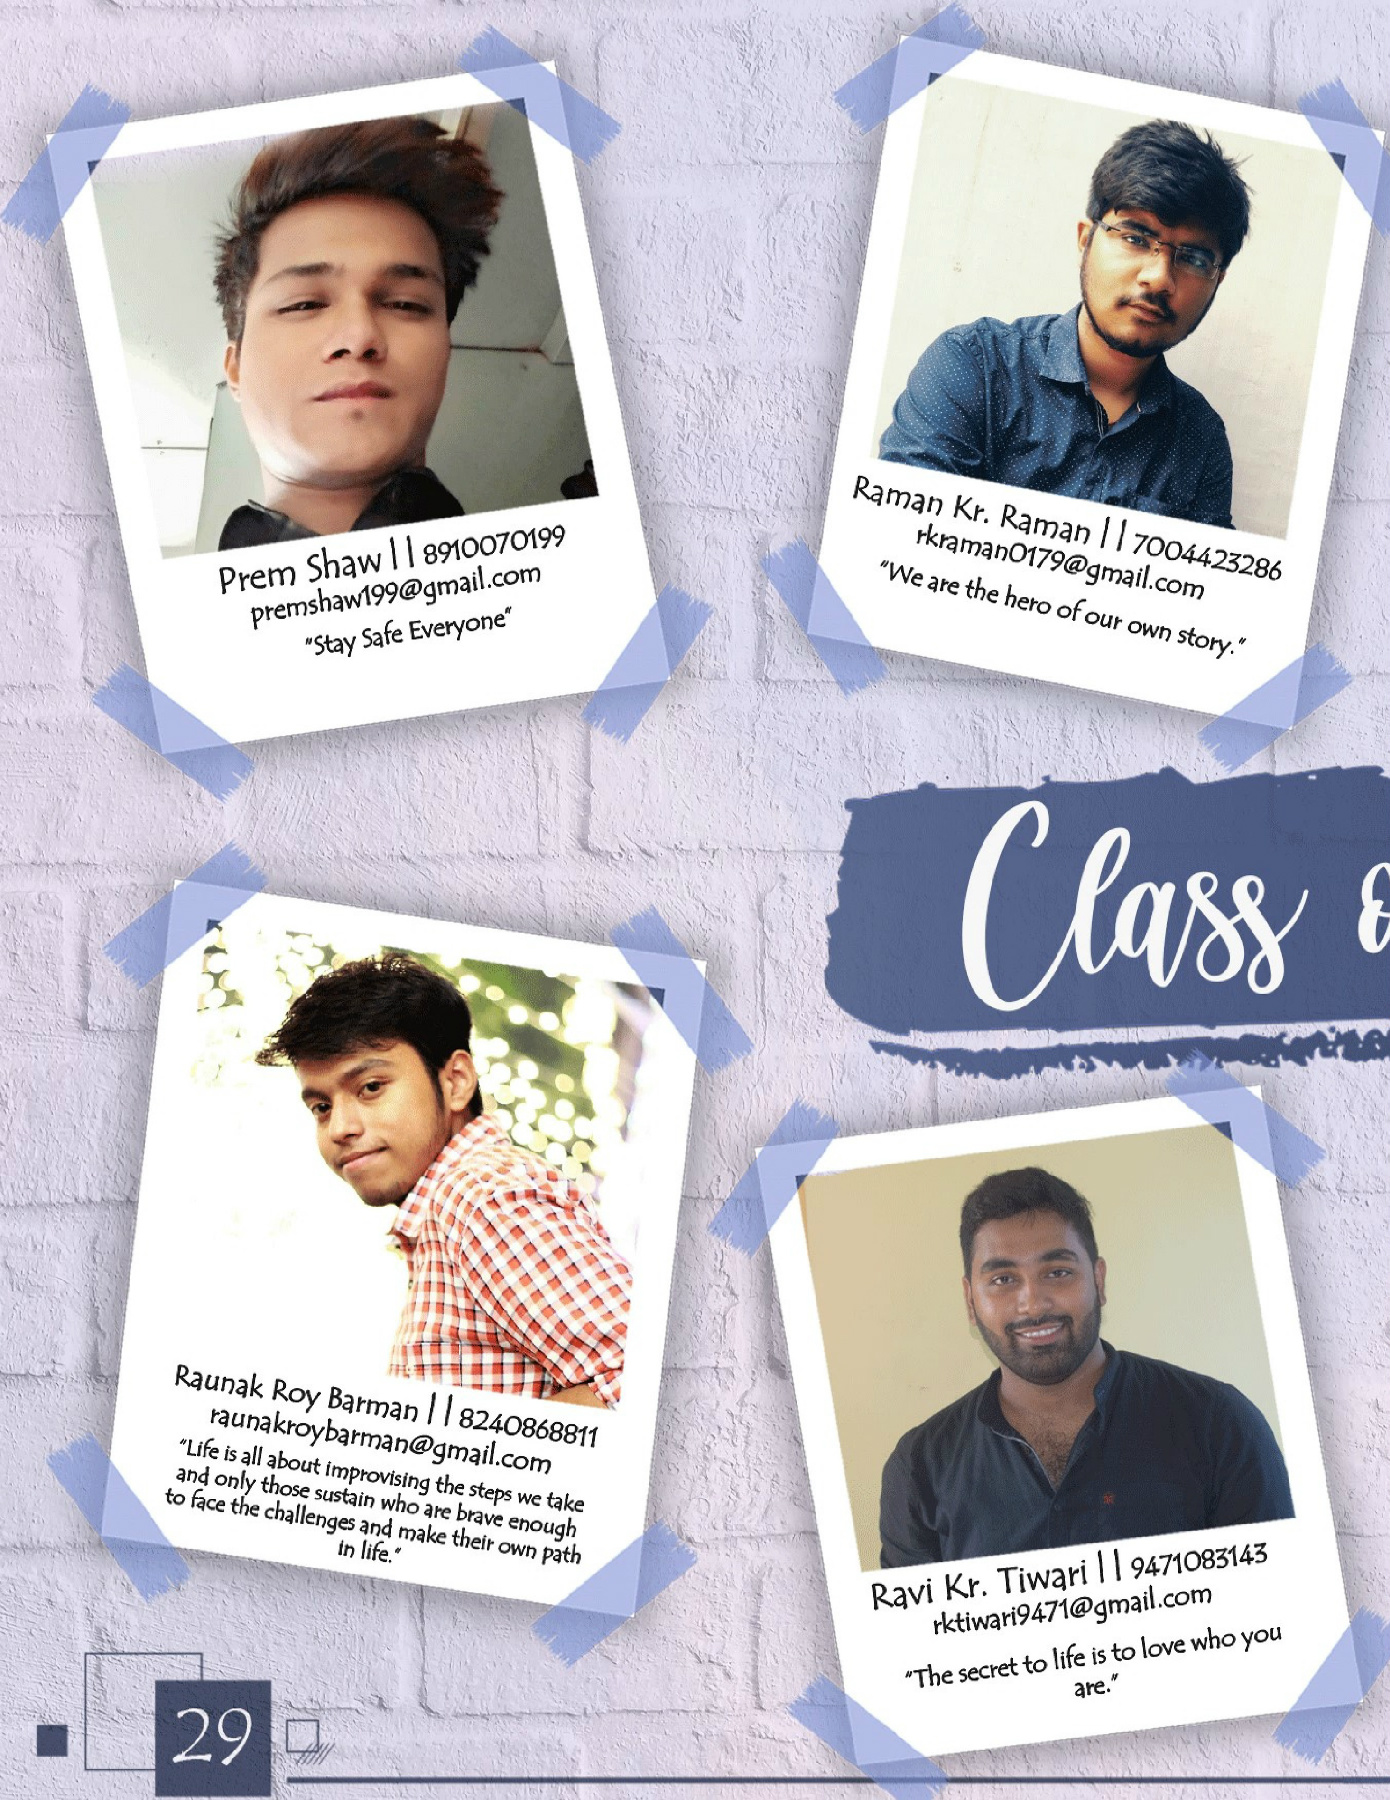 Prem Shaw || 8910070199
premshaw199@gmail.com
"Stay Safe Everyone"
Raman Kr. Raman || 7004423286
rkraman0179@gmail.com
"We are the hero of our own story."
Class o
Raunak Roy Barman || 8240868811
raunakroybarman@gmail.com
"Life is all about improvising the steps we take
and only those sustain who are brave enough
to face the challenges and make their own path
in life."
Ravi Kr. Tiwari || 9471083143
rktiwari9471@gmail.com
"The secret to life is to love who you
are."
29